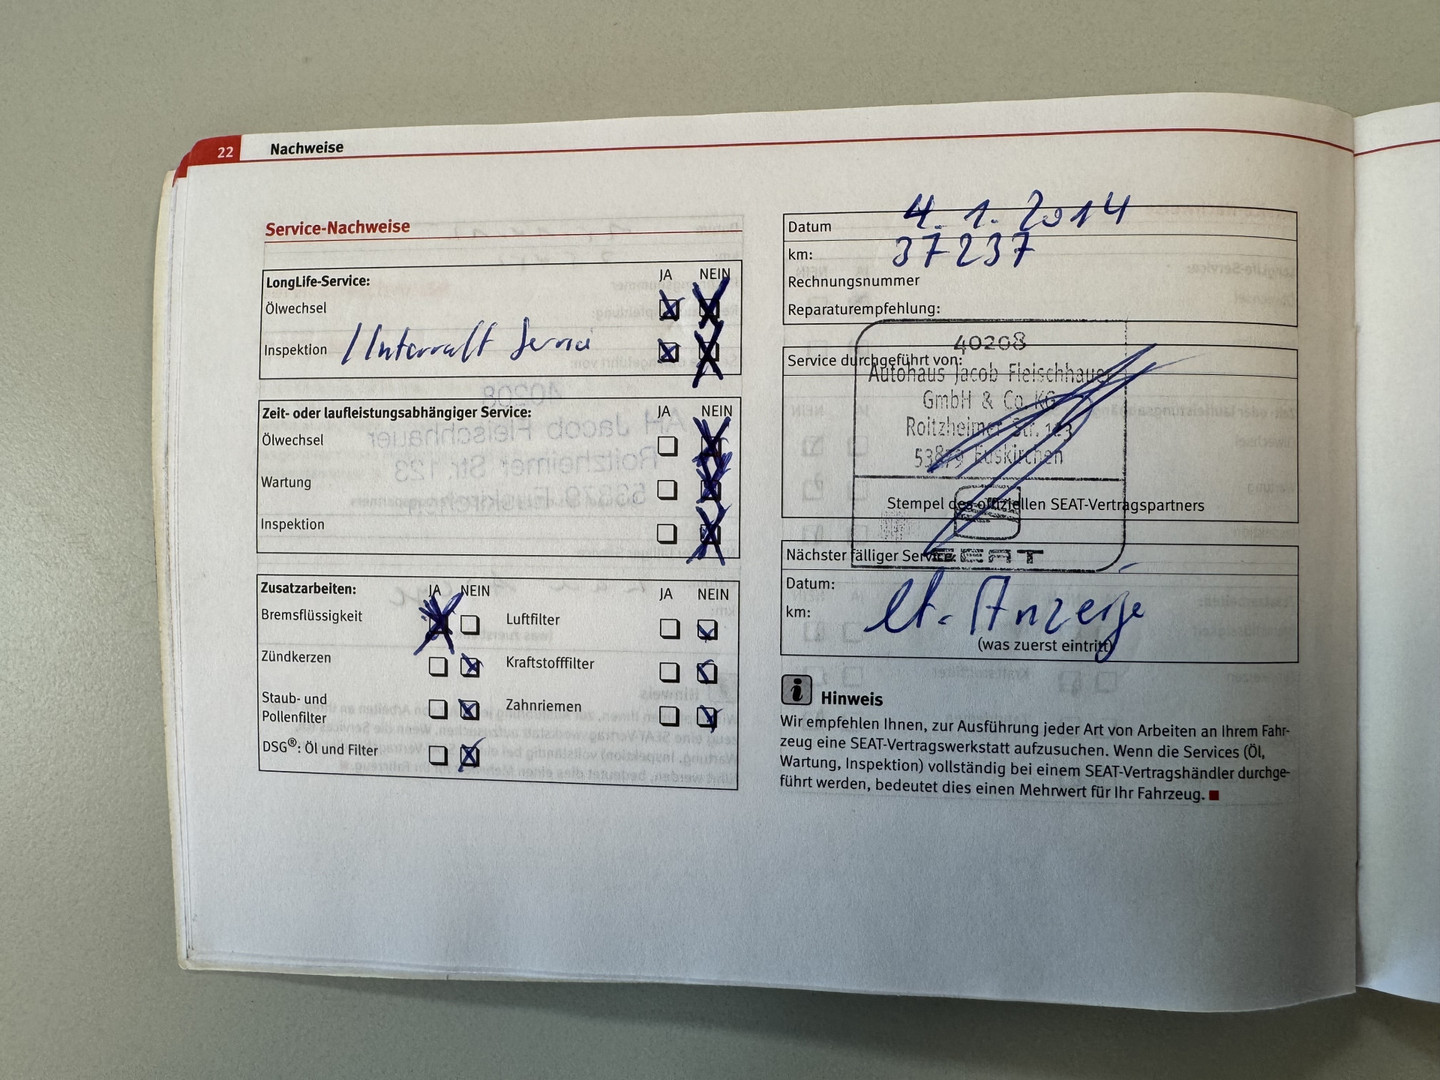 22 Nachweise
Service-Nachweise
LongLife-Service: JA NEIN
Ölwechsel
Inspektion
Zeit- oder laufleistungsabhängiger Service: JA NEIN
Ölwechsel
Wartung
Inspektion
Zusatzarbeiten: JA NEIN JA NEIN
Bremsflüssigkeit Luftfilter
Zündkerzen Kraftstofffilter
Staub- und
Pollenfilter Zahnriemen
DSG®: Öl und Filter
Datum 4.1.2014
km: 37237
Rechnungsnummer
Reparaturempfehlung:
Service durchgeführt von:
40208
Autohaus Jacob Fleischhauer
GmbH & Co. KG
Roitzheimer Str. 123
53879 Euskirchen
Stempel des offiziellen SEAT-Vertragspartners
SEAT
Nächster fälliger Service:
Datum:
km: lt. Anzeige
(was zuerst eintritt)
Hinweis
Wir empfehlen Ihnen, zur Ausführung jeder Art von Arbeiten an Ihrem Fahr-
zeug eine SEAT-Vertragswerkstatt aufzusuchen. Wenn die Services (Öl,
Wartung, Inspektion) vollständig bei einem SEAT-Vertragshändler durchge-
führt werden, bedeutet dies einen Mehrwert für Ihr Fahrzeug.